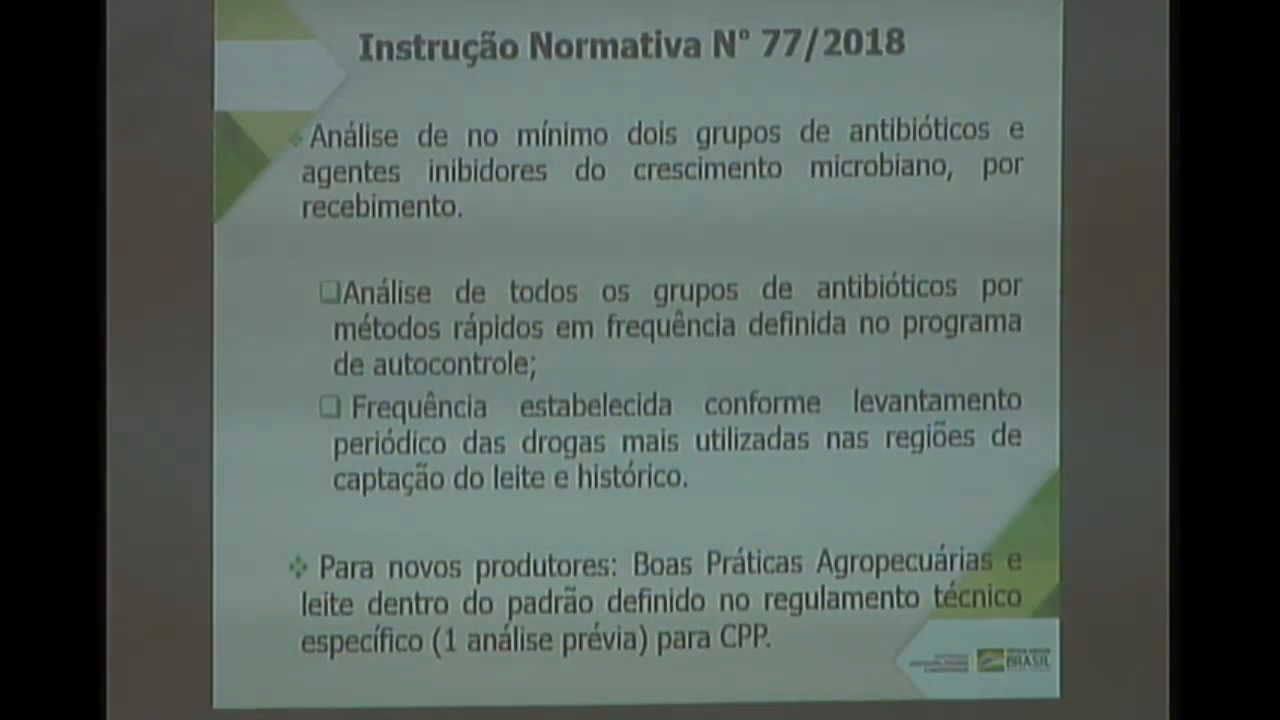 Instrução Normativa N° 77/2018
Análise de no mínimo dois grupos de antibióticos e
agentes inibidores do crescimento microbiano, por
recebimento.
Análise de todos os grupos de antibióticos por
métodos rápidos em frequência definida no programa
de autocontrole;
Frequência estabelecida conforme levantamento
periódico das drogas mais utilizadas nas regiões de
captação do leite e histórico.
Para novos produtores: Boas Práticas Agropecuárias e
leite dentro do padrão definido no regulamento técnico
específico (1 análise prévia) para CPP.
BRASIL